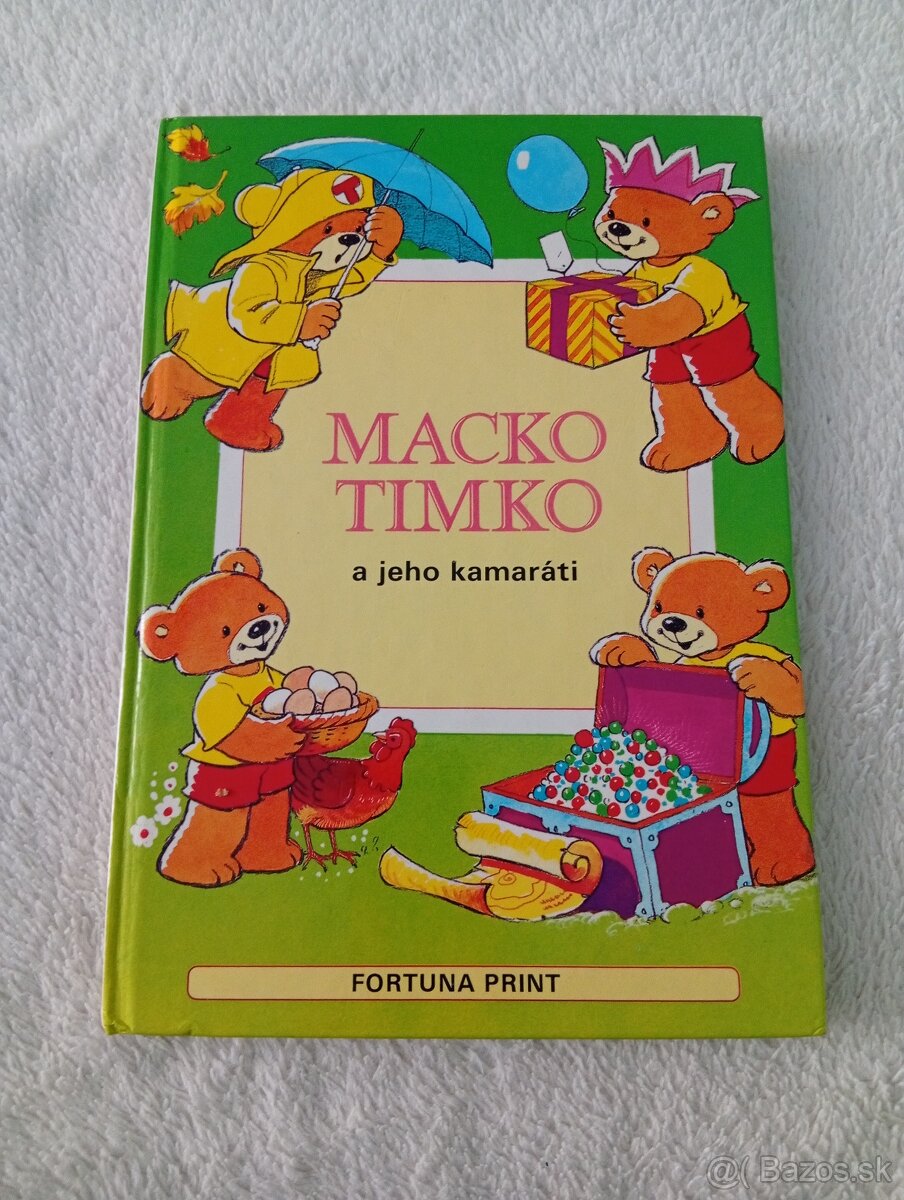 T
MACKO
TIMKO
a jeho kamaráti
FORTUNA PRINT
@( Bazos.sk